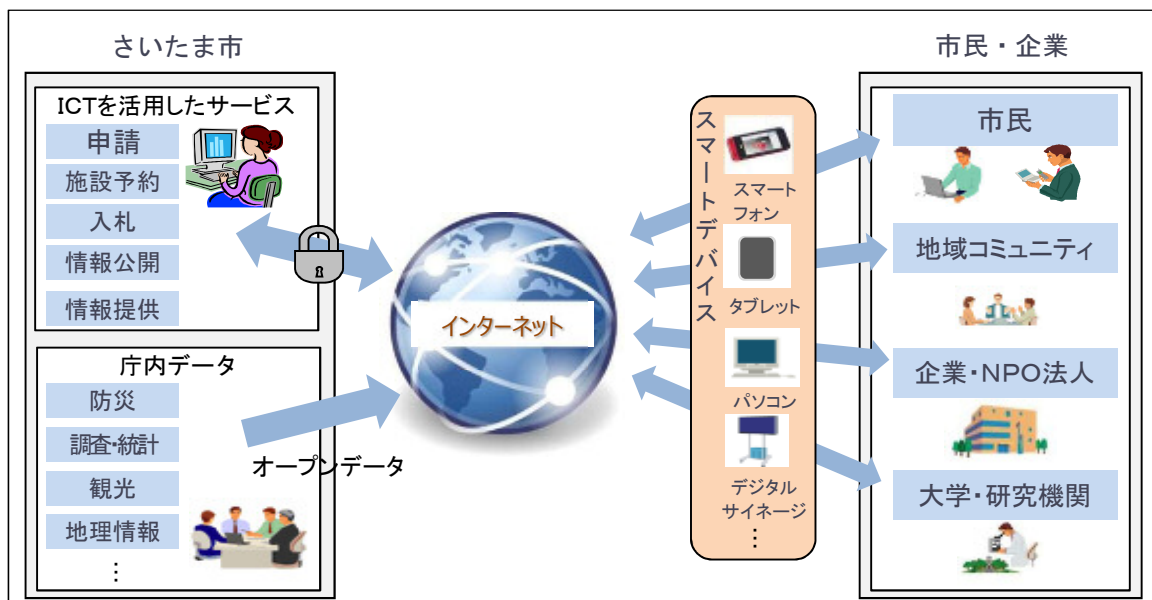 さいたま市
ICTを活用したサービス
申請
施設予約
入札
情報公開
情報提供
庁内データ
防災
調査・統計
観光
地理情報
⋮
オープンデータ
インターネット
スマートデバイス
スマート
フォン
タブレット
パソコン
デジタル
サイネージ
⋮
市民・企業
市民
地域コミュニティ
企業・NPO法人
大学・研究機関